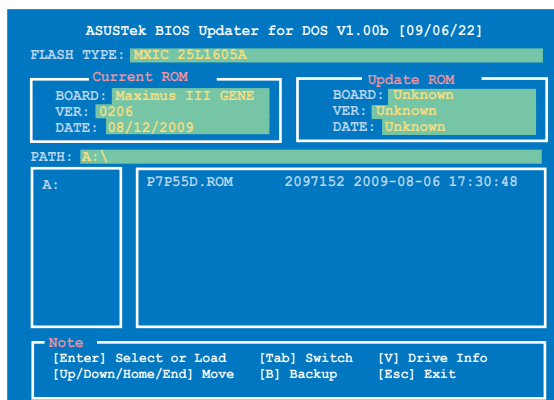 ASUSTek BIOS Updater for DOS V1.00b [09/06/22]
FLASH TYPE: MXIC 25L1605A
Current ROM
BOARD: Maximus III GENE
VER: 0206
DATE: 08/12/2009
Update ROM
BOARD: Unknown
VER: Unknown
DATE: Unknown
PATH: A:\
A:
P7P55D.ROM 2097152 2009-08-06 17:30:48
Note
[Enter] Select or Load [Tab] Switch [V] Drive Info
[Up/Down/Home/End] Move [B] Backup [Esc] Exit